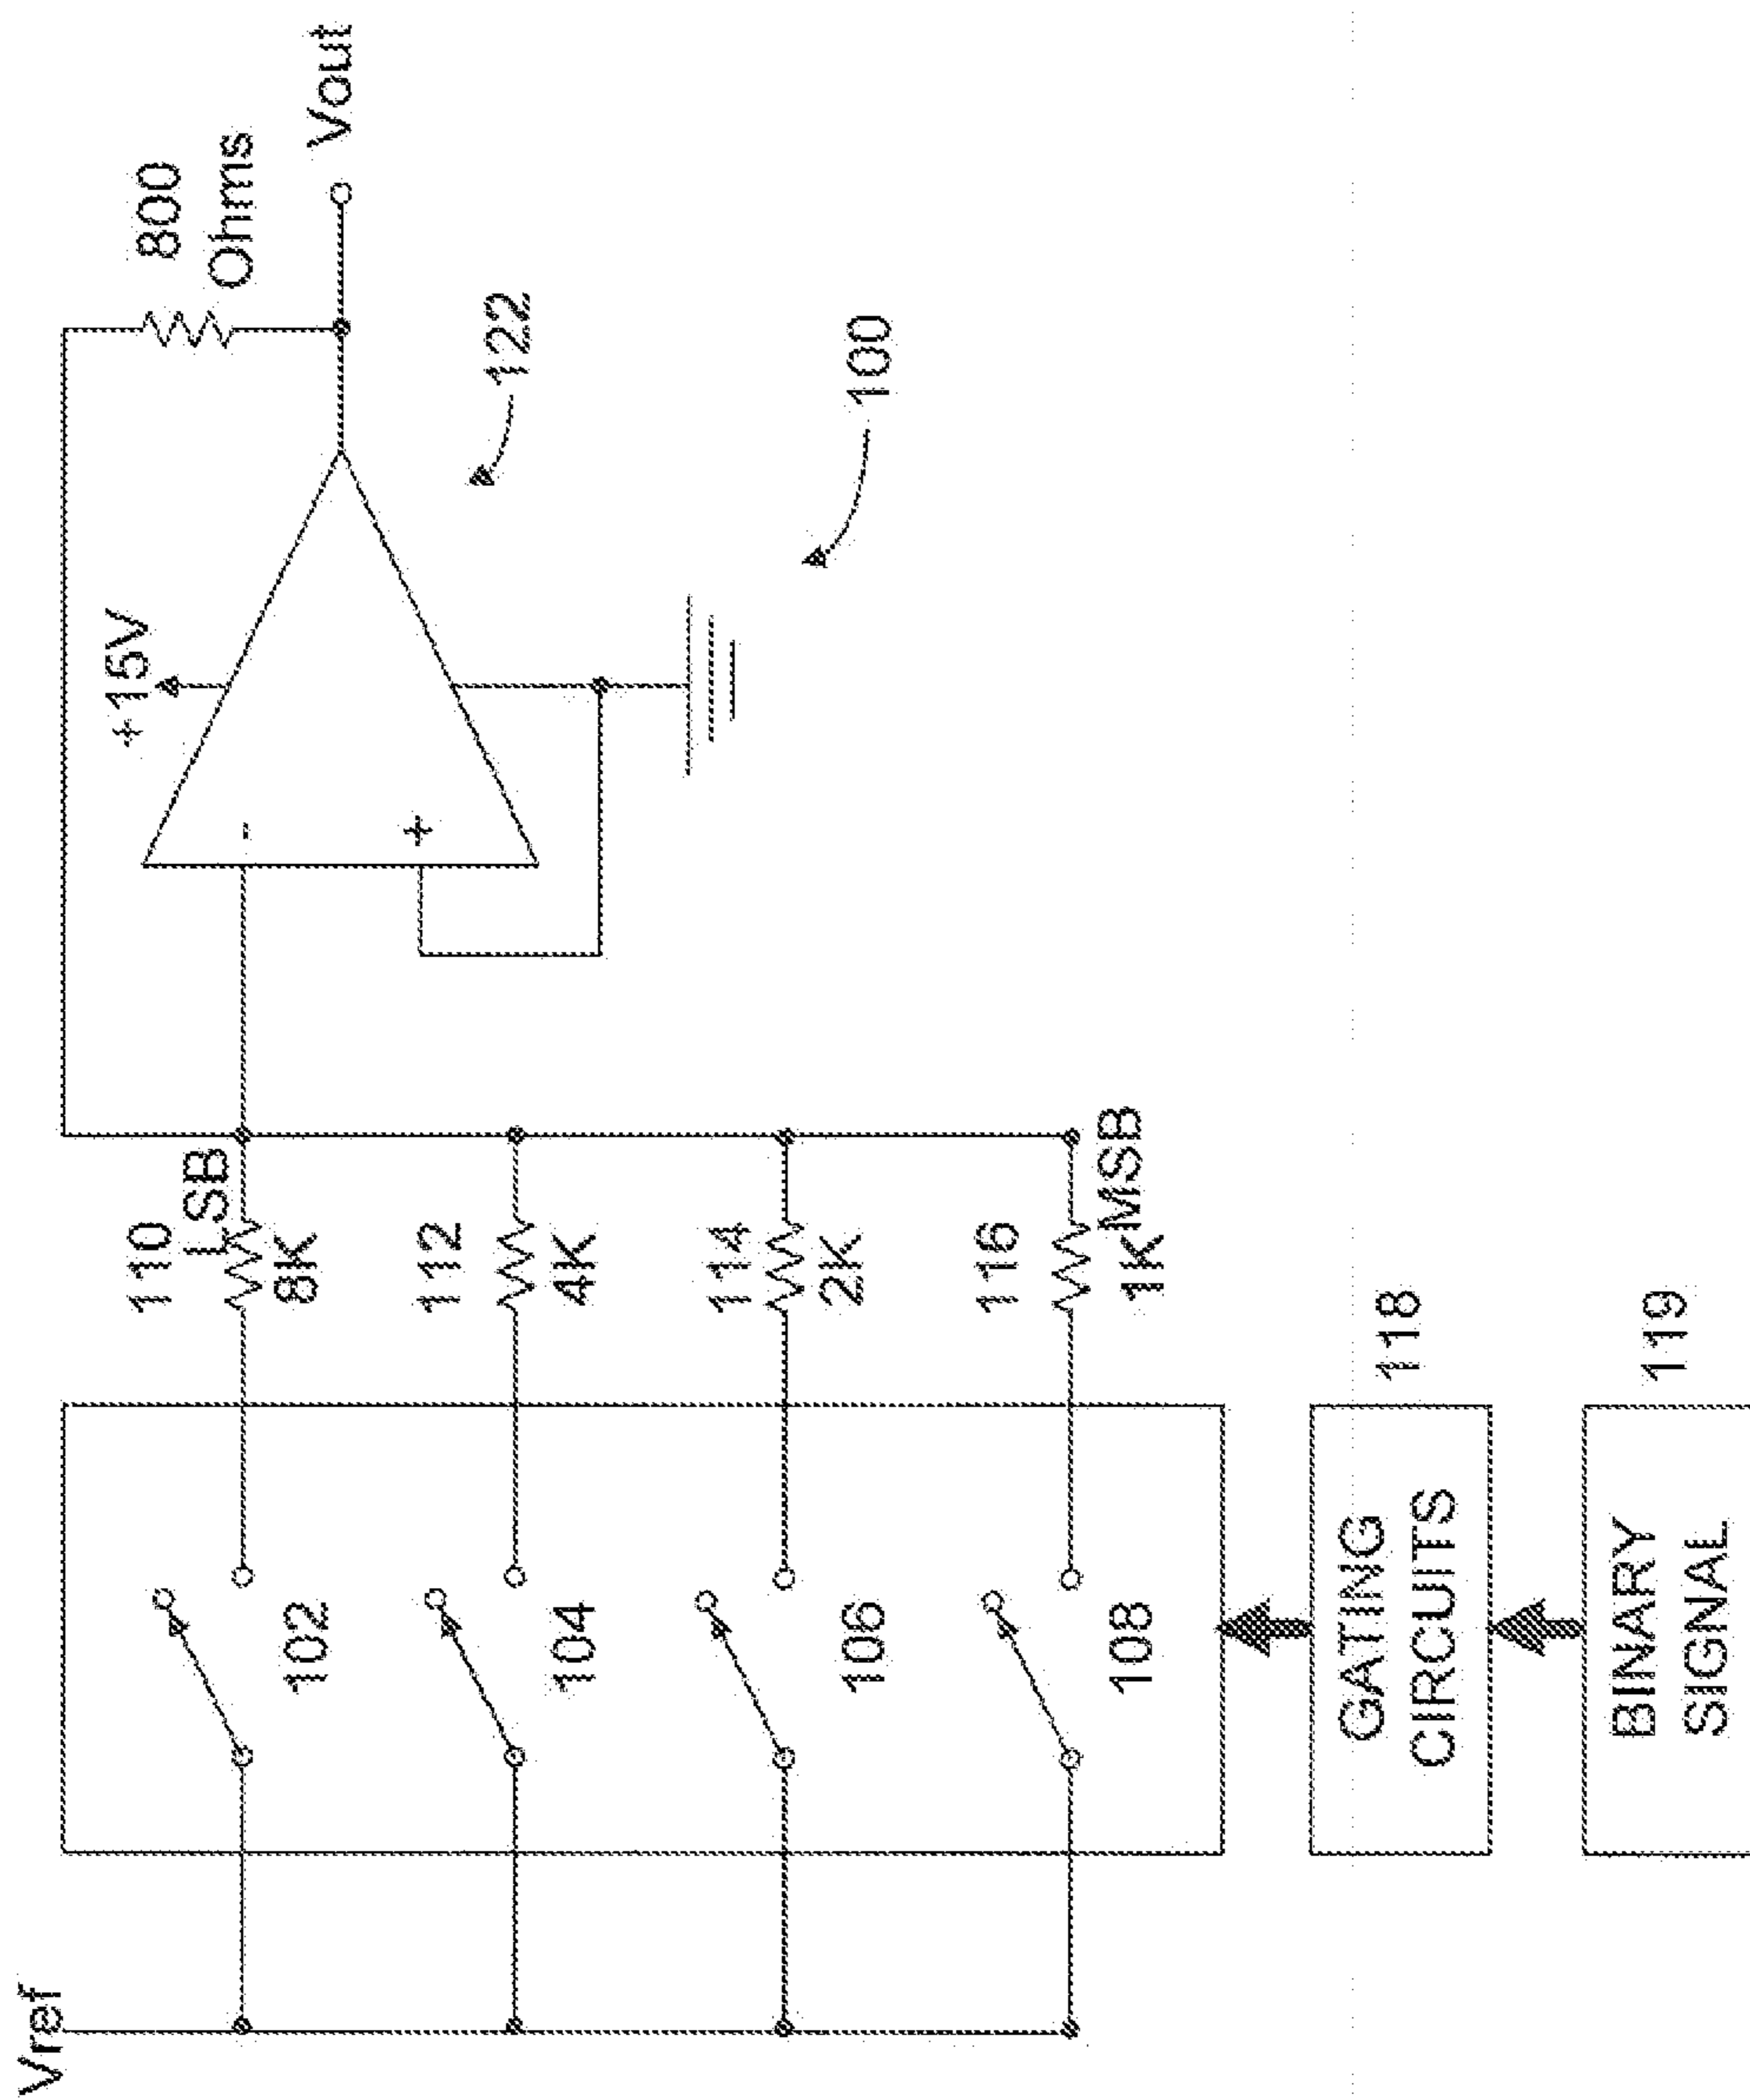 Vref
102
104
106
108
110
LSB
8K
112
4K
114
2K
116
1K
MSB
GATING
CIRCUITS
118
BINARY
SIGNAL
119
+15V
-
+
122
100
800
Ohms
Vout